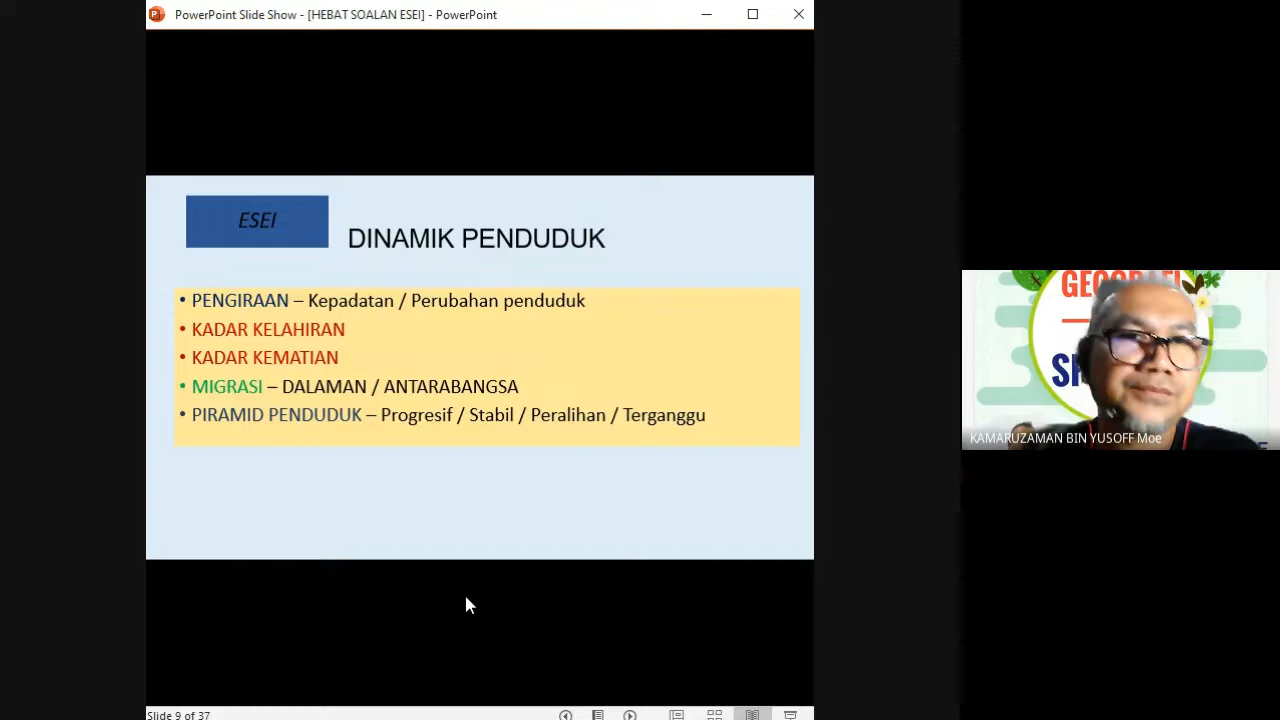 PowerPoint Slide Show - [HEBAT SOALAN ESEI] - PowerPoint
ESEI
DINAMIK PENDUDUK
• PENGIRAAN – Kepadatan / Perubahan penduduk
• KADAR KELAHIRAN
• KADAR KEMATIAN
• MIGRASI – DALAMAN / ANTARABANGSA
• PIRAMID PENDUDUK – Progresif / Stabil / Peralihan / Terganggu
Slide 9 of 37
KAMARUZAMAN BIN YUSOFF Moe